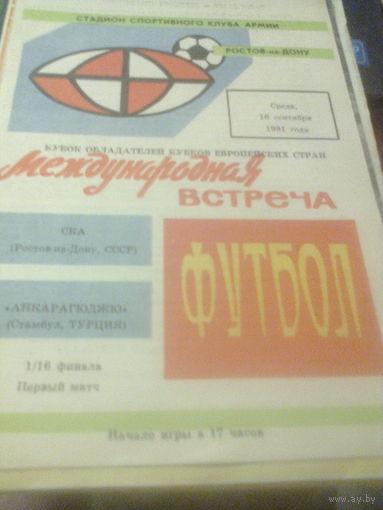 СТАДИОН СПОРТИВНОГО КЛУБА АРМИИ
РОСТОВ-на-ДОНУ
Среда,
18 сентября
1991 года
КУБОК ОБЛАДАТЕЛЕЙ КУБКОВ ЕВРОПЕЙСКИХ СТРАН
Международная
ВСТРЕЧА
СКА
(Ростов-на-Дону, СССР)
«АНКАРАГЮДЖЮ»
(Стамбул, ТУРЦИЯ)
ФУТБОЛ
1/16 финала
Первый матч
Начало игры в 17 часов
www.ay.by